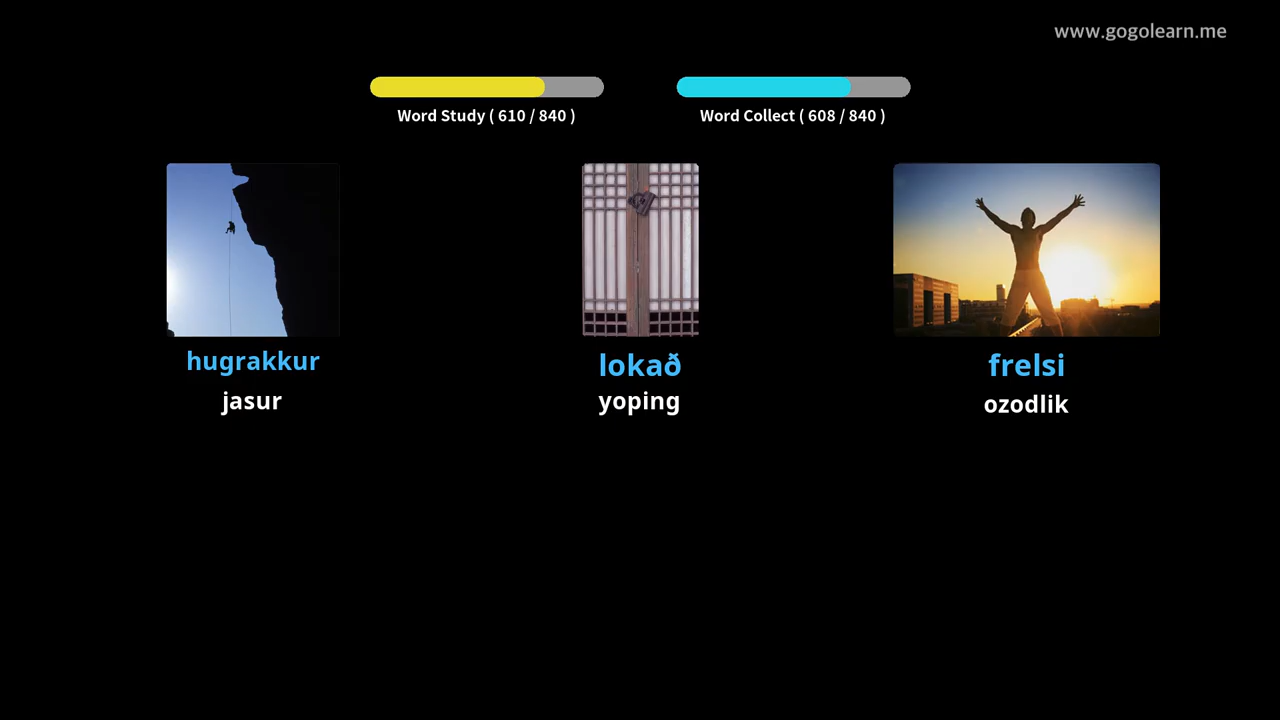 www.gogolearn.me
Word Study ( 610 / 840 )
Word Collect ( 608 / 840 )
hugrakkur
jasur
lokað
yoping
frelsi
ozodlik